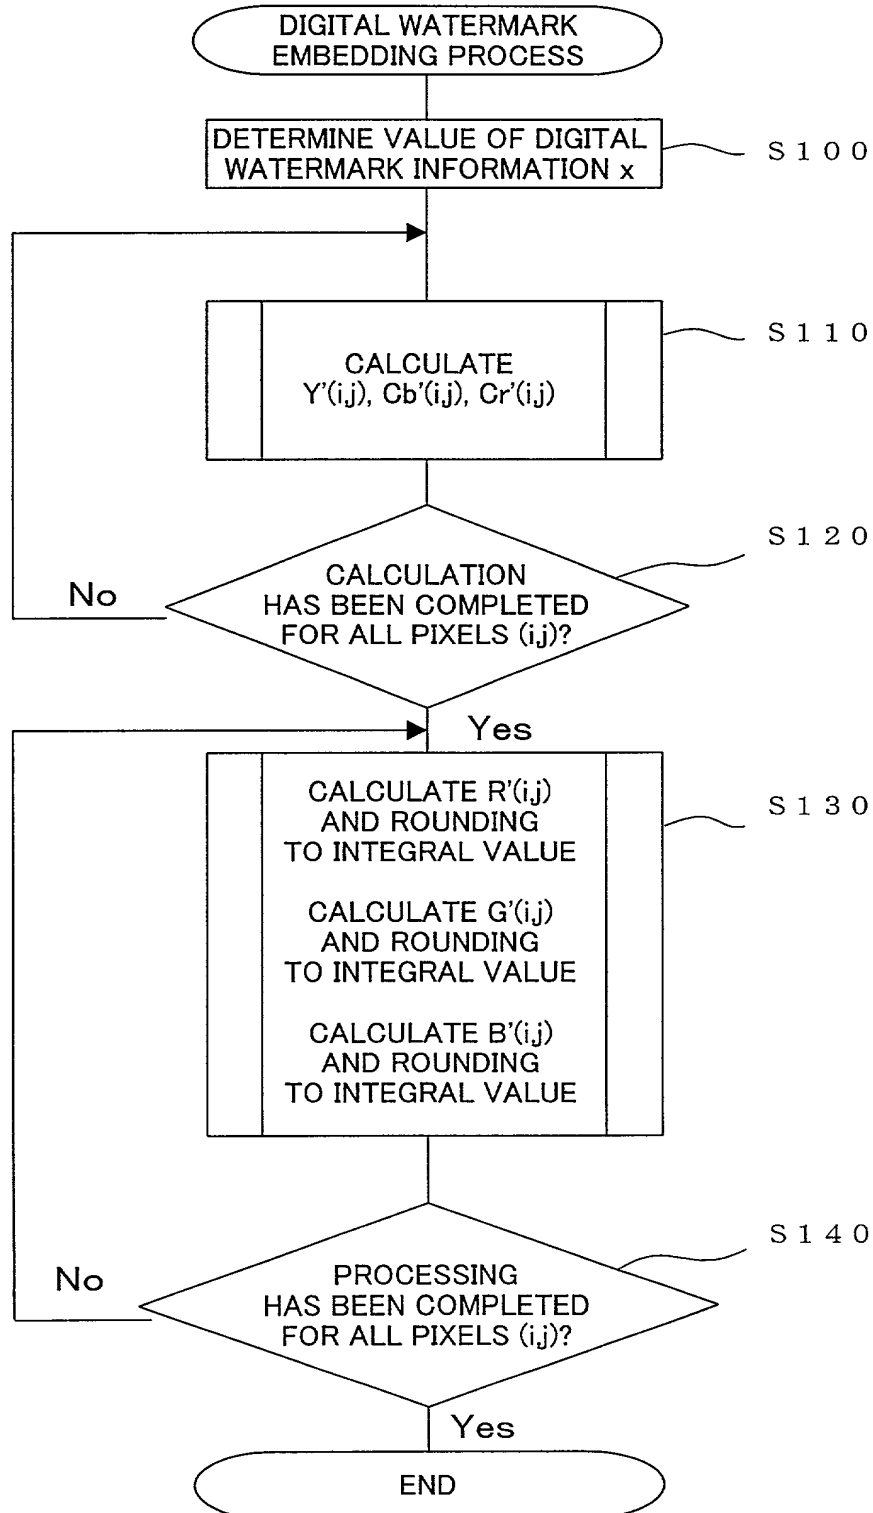 DIGITAL WATERMARK
EMBEDDING PROCESS
DETERMINE VALUE OF DIGITAL
WATERMARK INFORMATION x
S100
CALCULATE
Y'(i,j), Cb'(i,j), Cr'(i,j)
S110
CALCULATION
HAS BEEN COMPLETED
FOR ALL PIXELS (i,j)?
S120
No
Yes
CALCULATE R'(i,j)
AND ROUNDING
TO INTEGRAL VALUE
CALCULATE G'(i,j)
AND ROUNDING
TO INTEGRAL VALUE
CALCULATE B'(i,j)
AND ROUNDING
TO INTEGRAL VALUE
S130
PROCESSING
HAS BEEN COMPLETED
FOR ALL PIXELS (i,j)?
S140
No
Yes
END